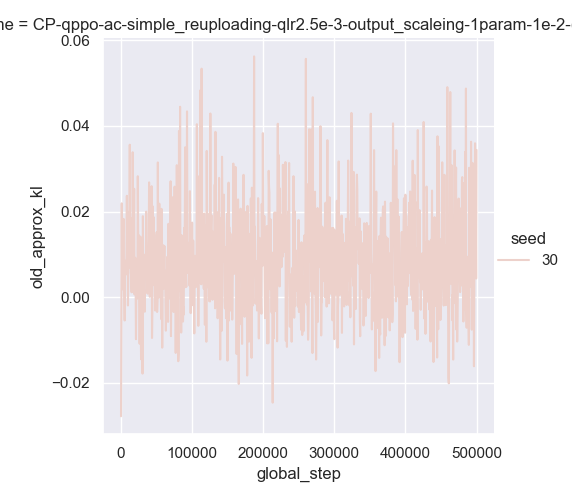 ne = CP-qppo-ac-simple_reuploading-qlr2.5e-3-output_scaleing-1param-1e-2-
0.06
0.04
0.02
0.00
−0.02
old_approx_kl
seed
30
0 100000 200000 300000 400000 500000
global_step